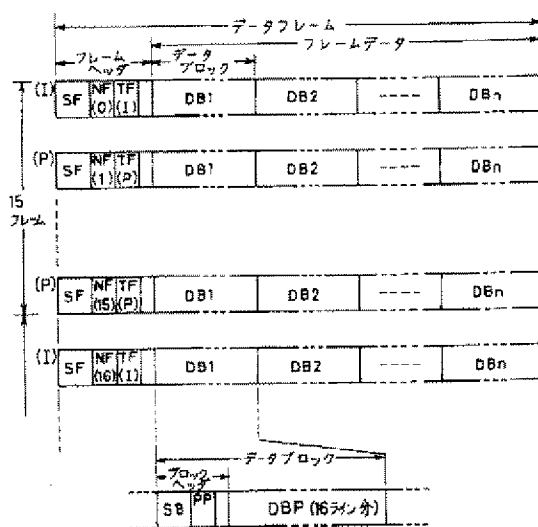 データフレーム
フレームデータ
フレームヘッダ データブロック
(I) SF NF(0) TF(I) DB1 DB2 ---- DBn
(P) SF NF(1) TF(P) DB1 DB2 ---- DBn
15フレーム
(P) SF NF(15) TF(P) DB1 DB2 ---- DBn
(I) SF NF(16) TF(I) DB1 DB2 ---- DBn
データブロック
ブロックヘッダ
SB PP DBP (16ライン分)